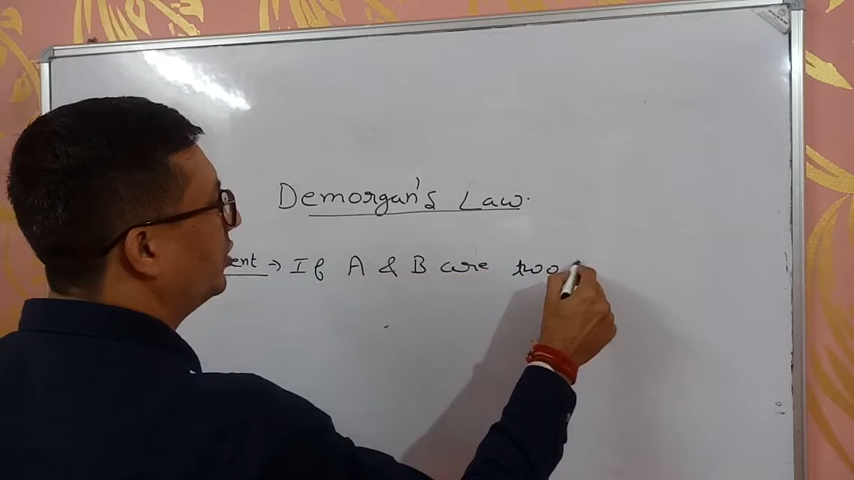 Demorgan's Law.
ent → If A & B are two